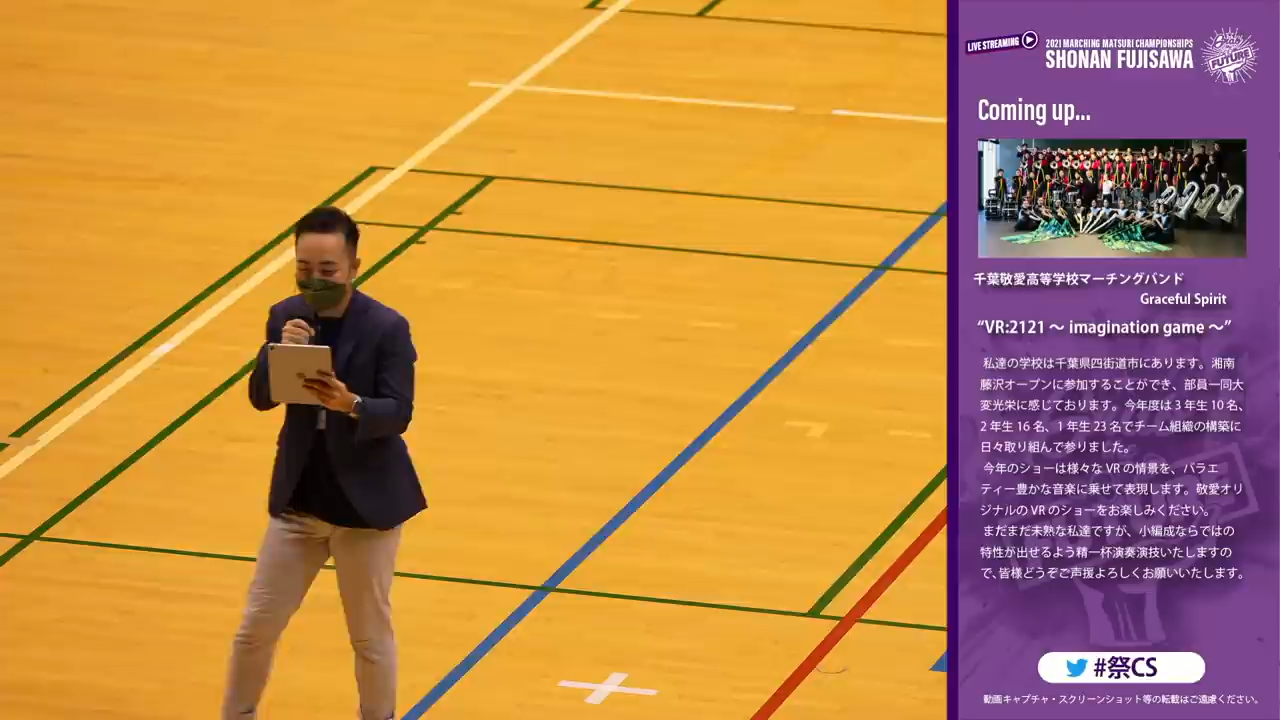 LIVE STREAMING
2021 MARCHING MATSURI CHAMPIONSHIPS
SHONAN FUJISAWA
FUTURE
Coming up...
千葉敬愛高等学校マーチングバンド
Graceful Spirit
“VR:2121 ～ imagination game ～”
私達の学校は千葉県四街道市にあります。湘南
藤沢オープンに参加することができ、部員一同大
変光栄に感じております。今年度は 3 年生 10 名、
2 年生 16 名、1 年生 23 名でチーム組織の構築に
日々取り組んで参りました。
今年のショーは様々な VR の情景を、バラエ
ティー豊かな音楽に乗せて表現します。敬愛オリ
ジナルの VR のショーをお楽しみください。
まだまだ未熟な私達ですが、小編成ならではの
特性が出せるよう精一杯演奏演技いたしますの
で、皆様どうぞご声援よろしくお願いいたします。
#祭CS
動画キャプチャ・スクリーンショット等の転載はご遠慮ください。